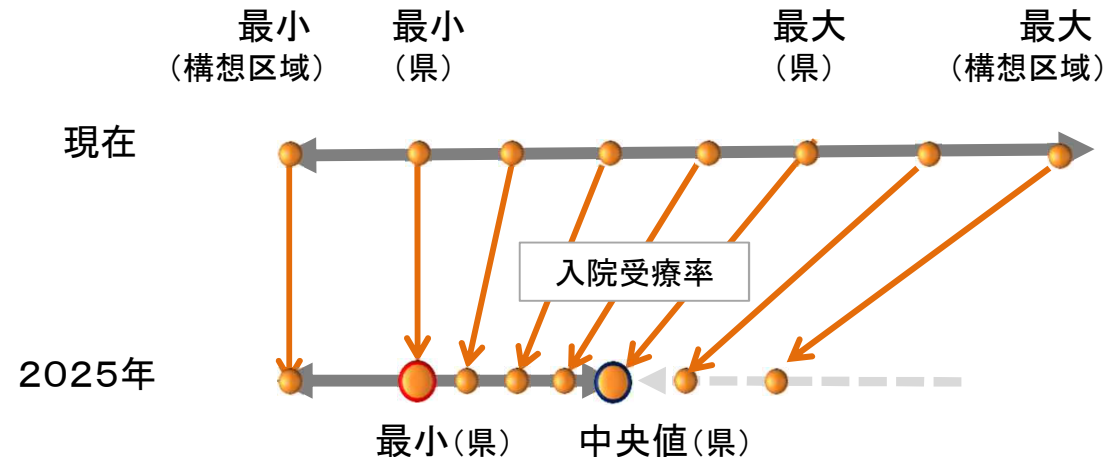 最小
(構想区域)
最小
(県)
最大
(県)
最大
(構想区域)
現在
入院受療率
2025年
最小(県)
中央値(県)